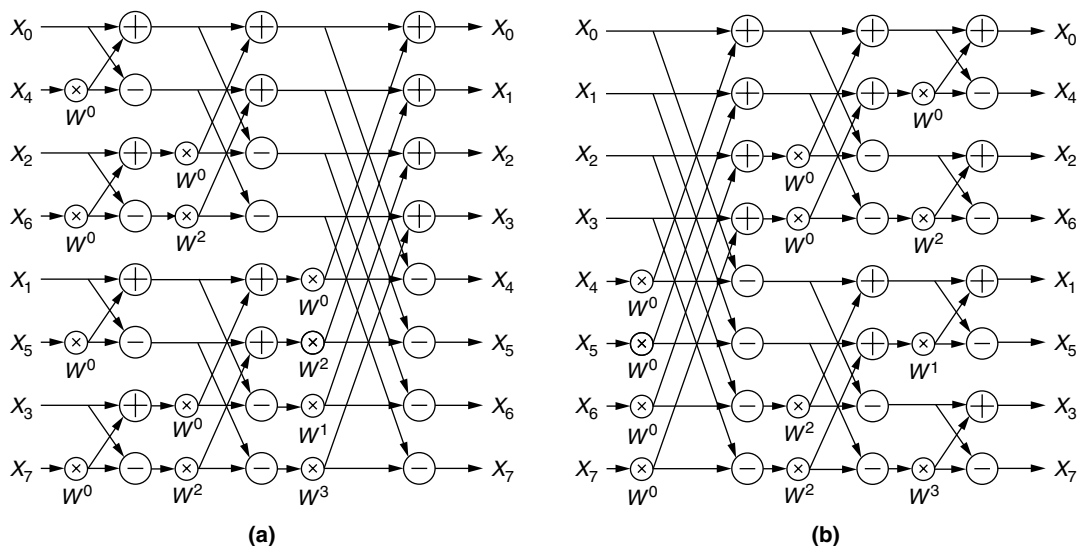 X₀ X₀
X₄ W⁰ X₁
X₂ W⁰ X₂
X₆ W⁰ W² X₃
X₁ W⁰ X₄
X₅ W⁰ W² X₅
X₃ W⁰ W¹ X₆
X₇ W⁰ W² W³ X₇
(a)
X₀ X₀
X₁ W⁰ X₄
X₂ W⁰ X₂
X₃ W⁰ W² X₆
X₄ W⁰ X₁
X₅ W⁰ W¹ X₅
X₆ W⁰ W² X₃
X₇ W⁰ W² W³ X₇
(b)